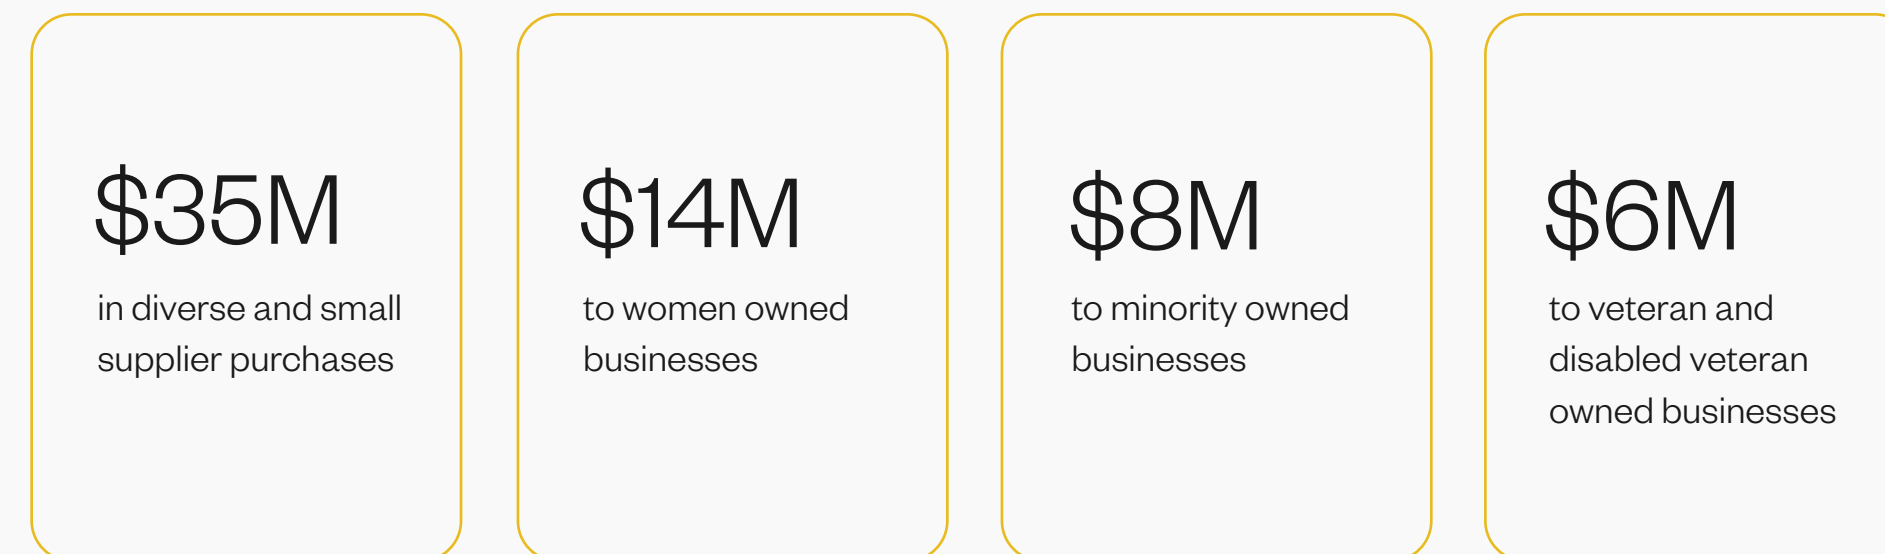 $35M
in diverse and small
supplier purchases
$14M
to women owned
businesses
$8M
to minority owned
businesses
$6M
to veteran and
disabled veteran
owned businesses